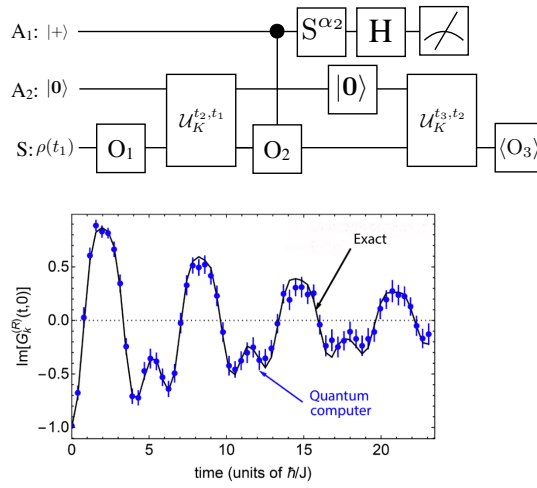 A₁: |+⟩ S^{α₂} H
A₂: |0⟩ 𝒰_K^{t₂,t₁} |0⟩ 𝒰_K^{t₃,t₂}
S: ρ(t₁) O₁ O₂ ⟨O₃⟩
Exact
Quantum
computer
Im[G_k^{(R)}(t,0)]
0.5
0.0
-0.5
-1.0
0 5 10 15 20
time (units of ℏ/J)